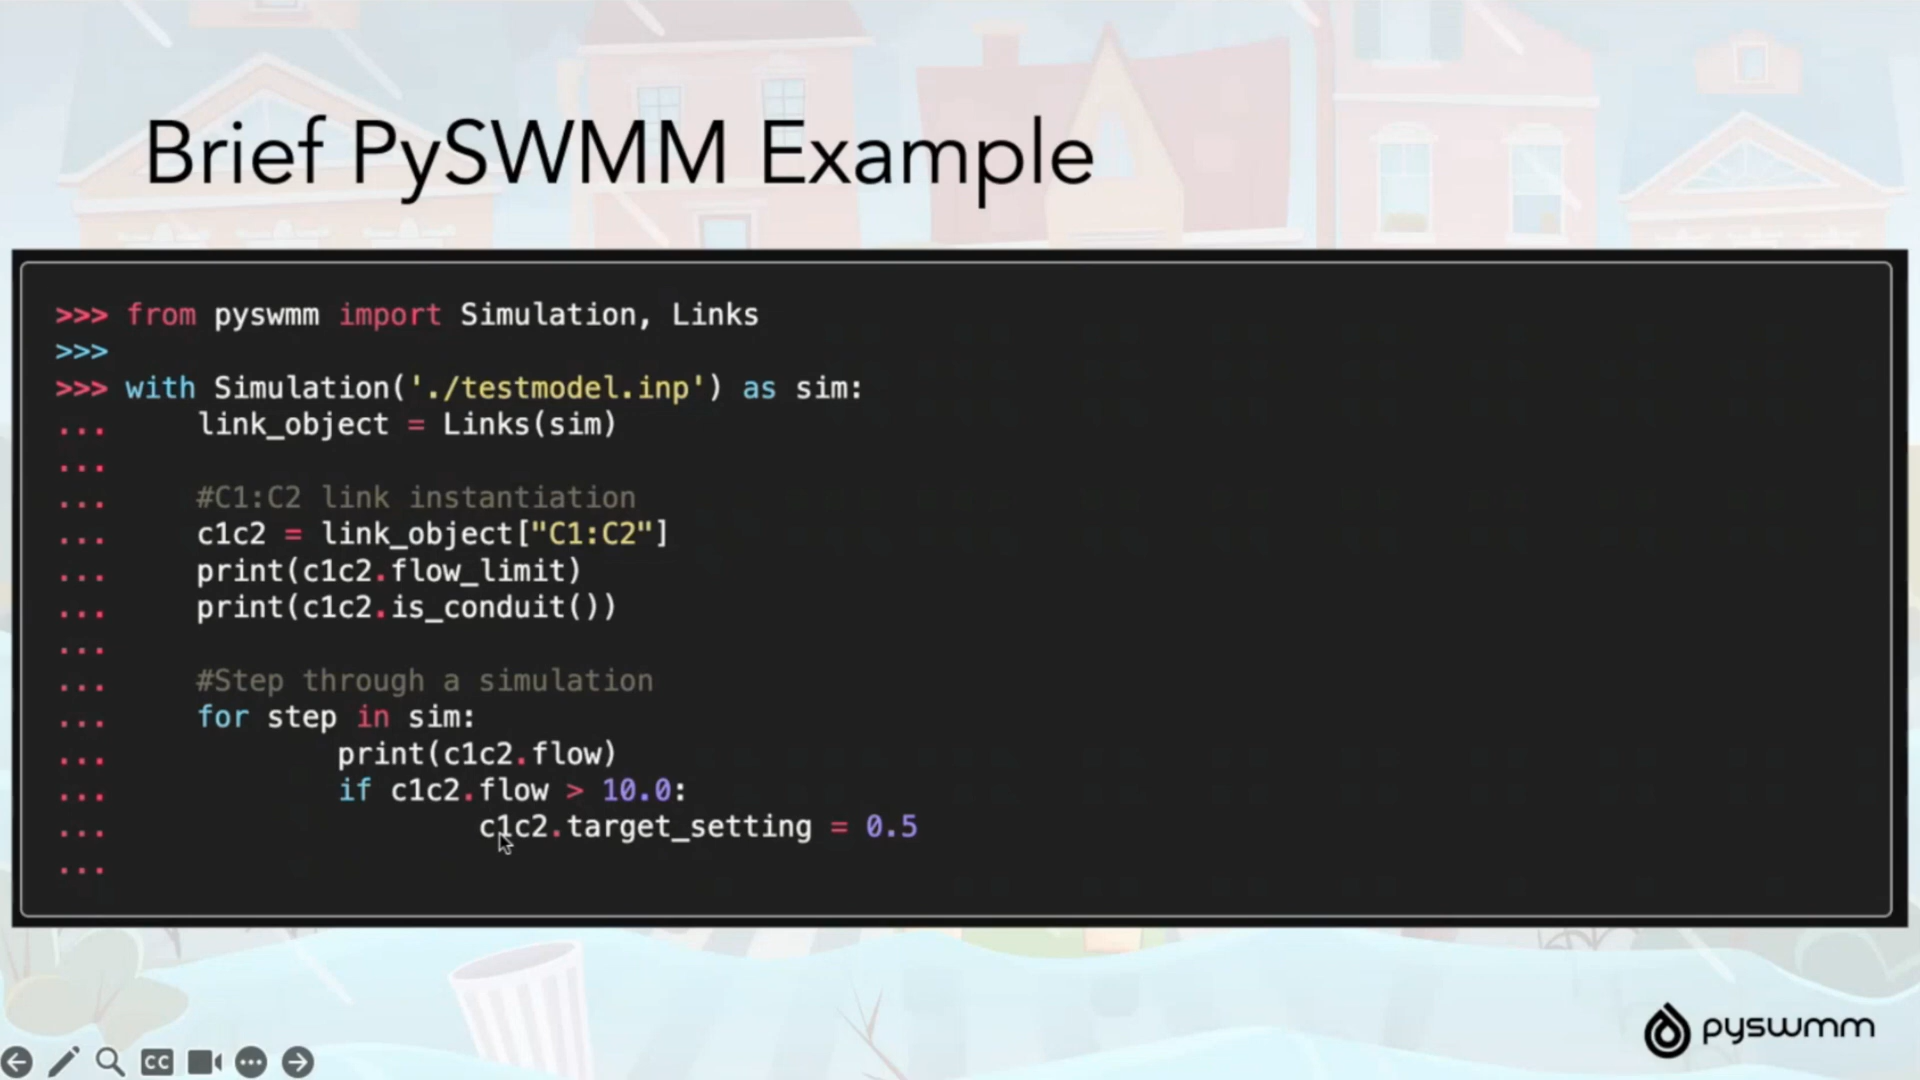 Brief PySWMM Example
>>> from pyswmm import Simulation, Links
>>>
>>> with Simulation('./testmodel.inp') as sim:
...     link_object = Links(sim)
...
...     #C1:C2 link instantiation
...     c1c2 = link_object["C1:C2"]
...     print(c1c2.flow_limit)
...     print(c1c2.is_conduit())
...
...     #Step through a simulation
...     for step in sim:
...             print(c1c2.flow)
...             if c1c2.flow > 10.0:
...                     c1c2.target_setting = 0.5
...
pyswmm
CC